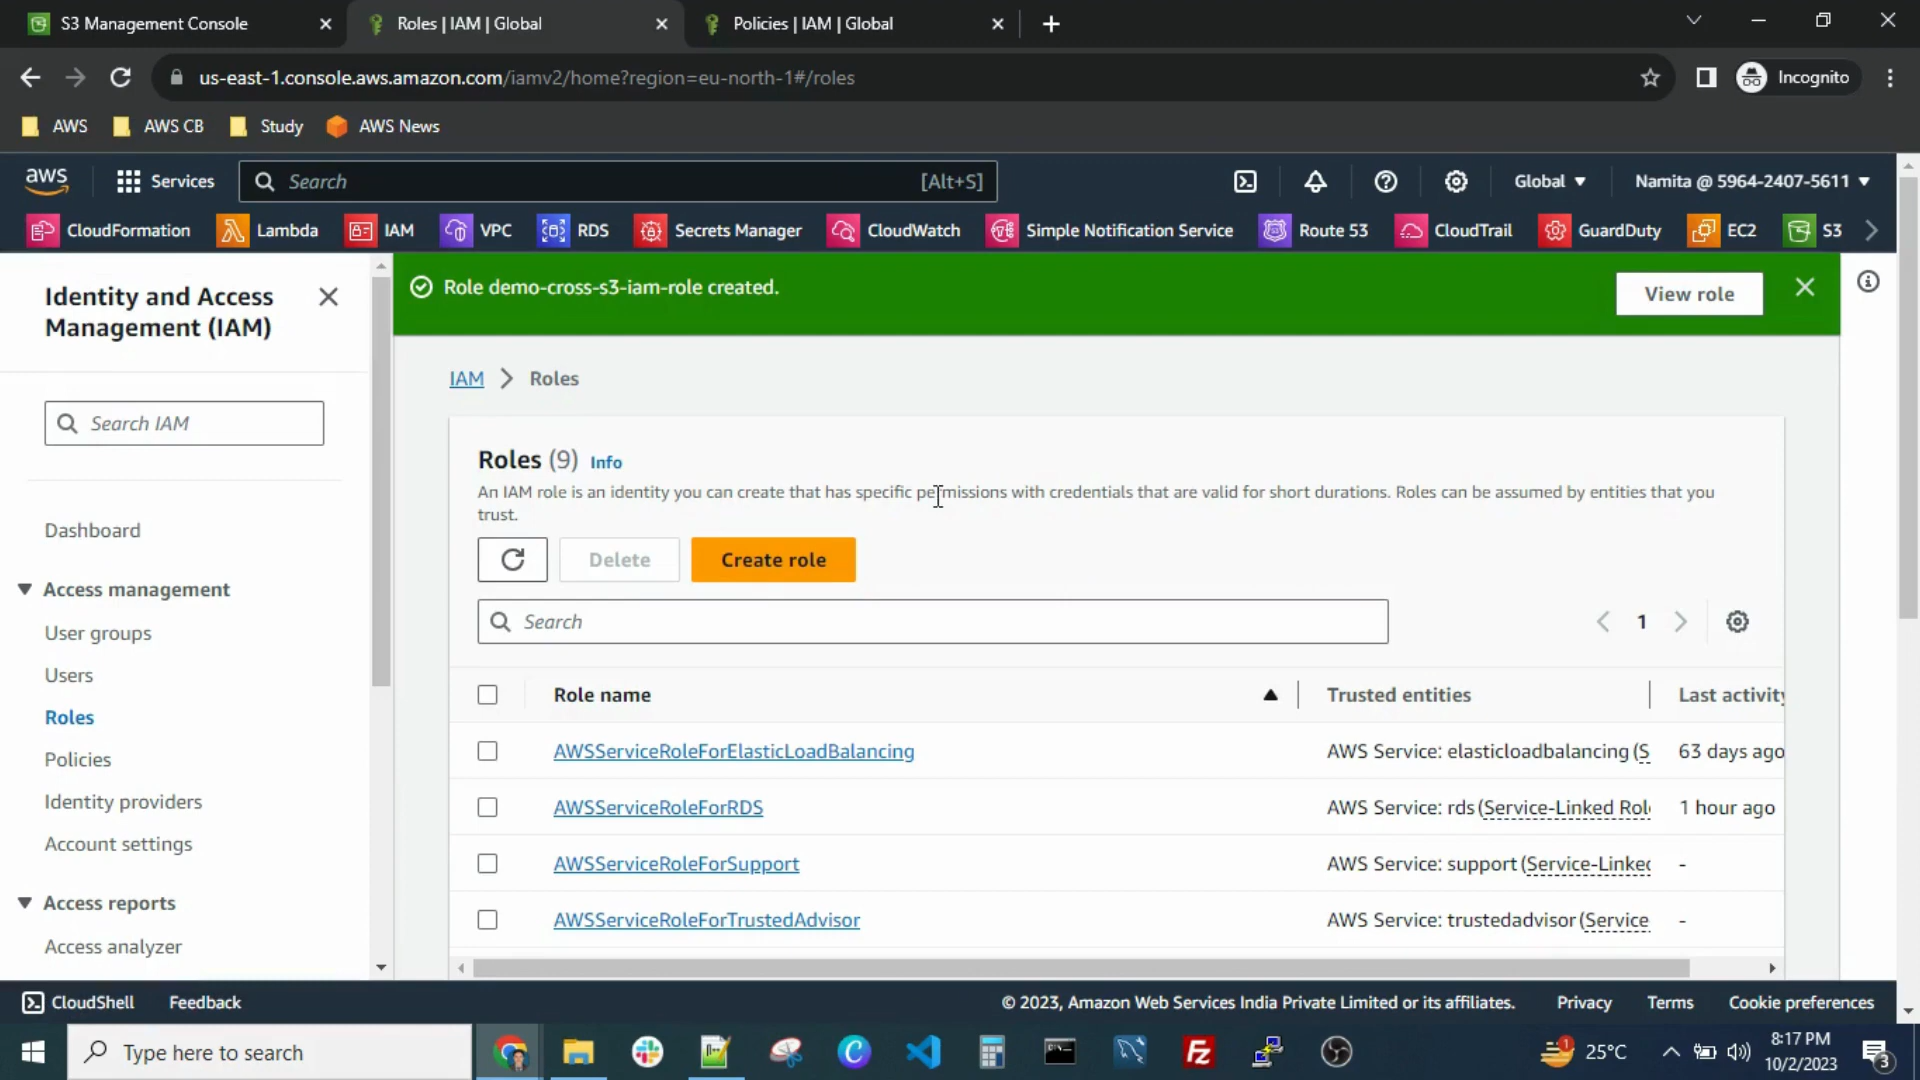 S3 Management Console
Roles | IAM | Global
Policies | IAM | Global
us-east-1.console.aws.amazon.com/iamv2/home?region=eu-north-1#/roles
Incognito
AWS
AWS CB
Study
AWS News
aws
Services
Search
[Alt+S]
Global
Namita @ 5964-2407-5611
CloudFormation
Lambda
IAM
VPC
RDS
Secrets Manager
CloudWatch
Simple Notification Service
Route 53
CloudTrail
GuardDuty
EC2
S3
Identity and Access
Management (IAM)
Search IAM
Dashboard
Access management
User groups
Users
Roles
Policies
Identity providers
Account settings
Access reports
Access analyzer
Role demo-cross-s3-iam-role created.
View role
IAM > Roles
Roles (9) Info
An IAM role is an identity you can create that has specific permissions with credentials that are valid for short durations. Roles can be assumed by entities that you
trust.
Delete
Create role
Search
1
Role name
Trusted entities
Last activity
AWSServiceRoleForElasticLoadBalancing
AWS Service: elasticloadbalancing (S
63 days ago
AWSServiceRoleForRDS
AWS Service: rds (Service-Linked Rol
1 hour ago
AWSServiceRoleForSupport
AWS Service: support (Service-Linked
-
AWSServiceRoleForTrustedAdvisor
AWS Service: trustedadvisor (Service
-
CloudShell
Feedback
© 2023, Amazon Web Services India Private Limited or its affiliates.
Privacy
Terms
Cookie preferences
Type here to search
1
25°C
8:17 PM
10/2/2023
3